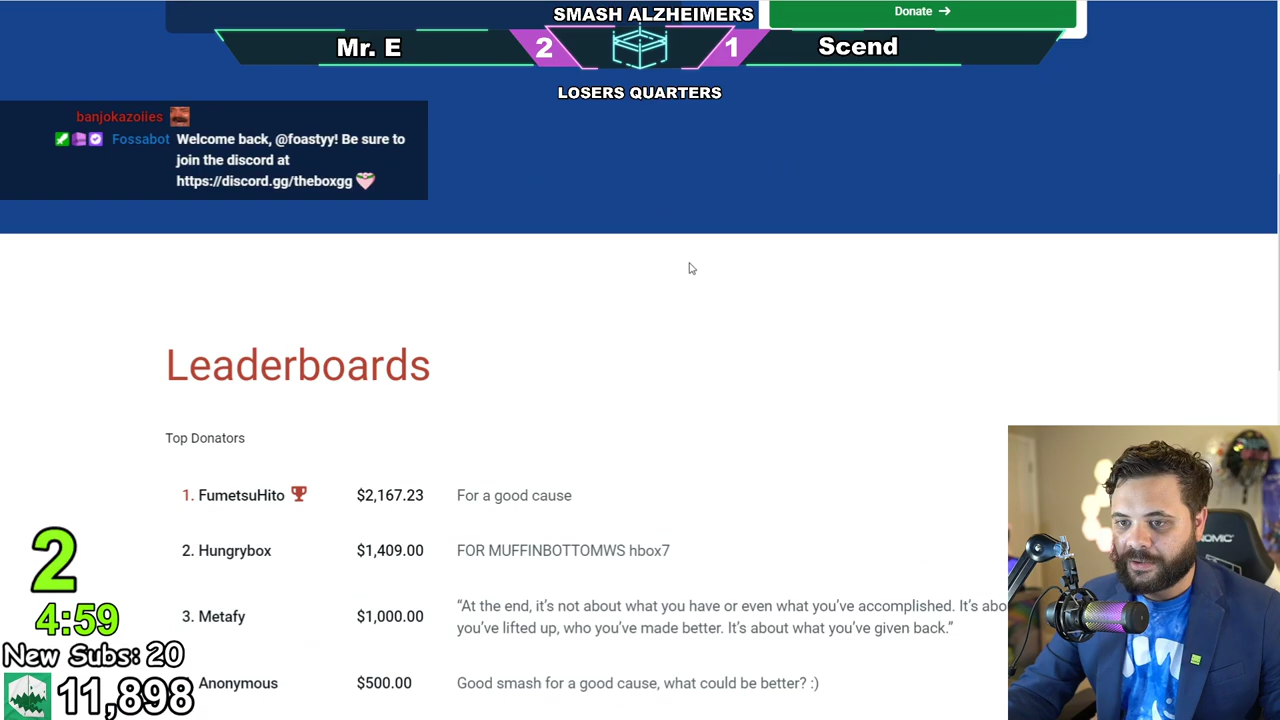 SMASH ALZHEIMERS
Donate →
Mr. E
2
1
Scend
LOSERS QUARTERS
banjokazoiies
Fossabot Welcome back, @foastyy! Be sure to
join the discord at
https://discord.gg/theboxgg
Leaderboards
Top Donators
1. FumetsuHito $2,167.23 For a good cause
2. Hungrybox $1,409.00 FOR MUFFINBOTTOMWS hbox7
3. Metafy $1,000.00 “At the end, it’s not about what you have or even what you’ve accomplished. It’s abo
you’ve lifted up, who you’ve made better. It’s about what you’ve given back.”
Anonymous $500.00 Good smash for a good cause, what could be better? :)
2
4:59
New Subs: 20
11,898